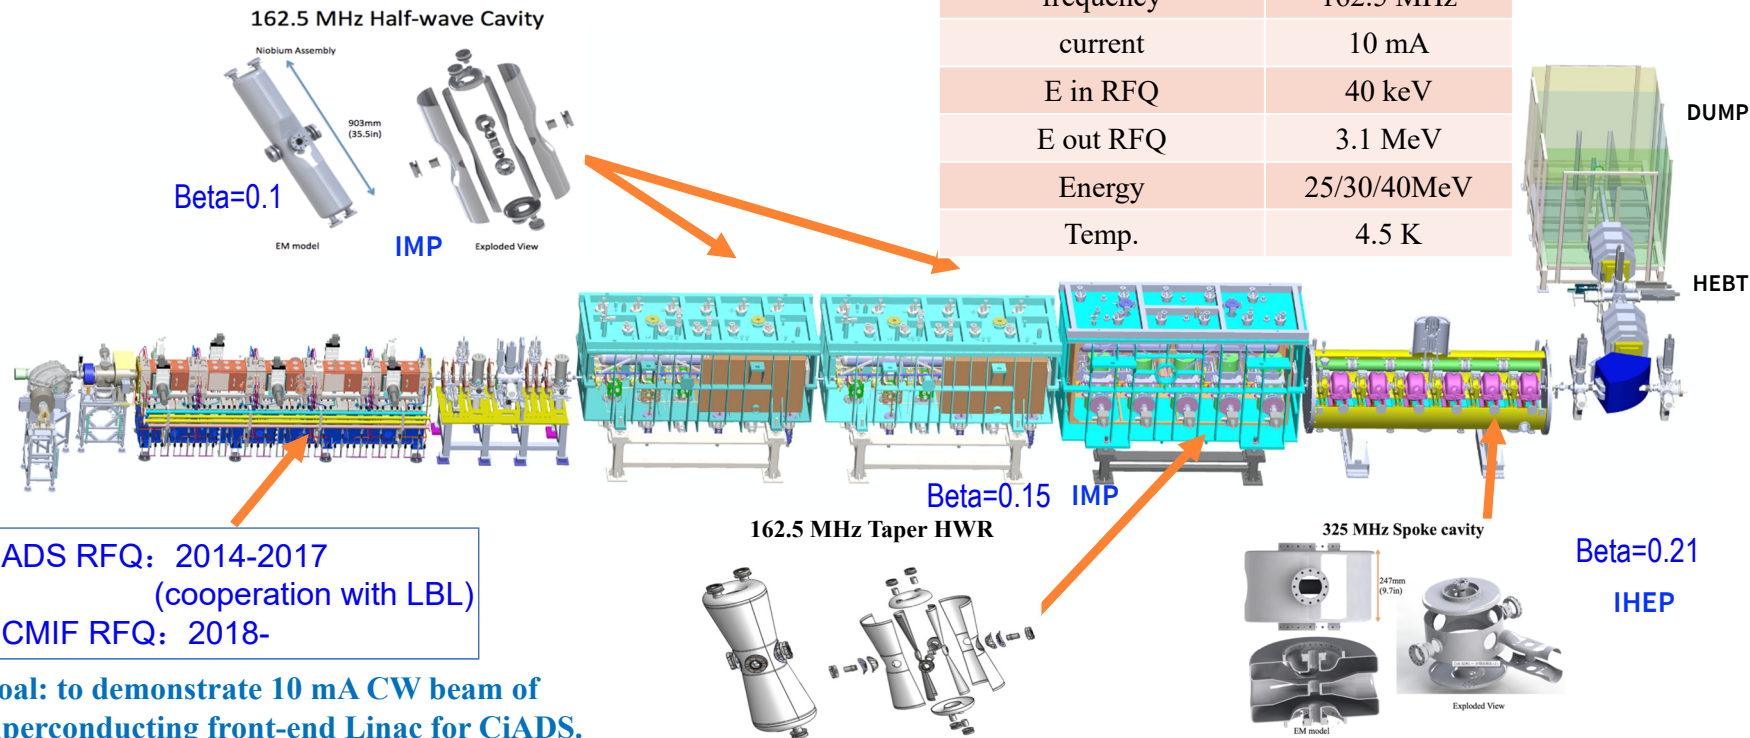 162.5 MHz Half-wave Cavity
Niobium Assembly
903mm
(35.5in)
Beta=0.1
EM model
IMP
Exploded View
frequency 162.5 MHz
current 10 mA
E in RFQ 40 keV
E out RFQ 3.1 MeV
Energy 25/30/40MeV
Temp. 4.5 K
DUMP
HEBT
Beta=0.15 IMP
162.5 MHz Taper HWR
325 MHz Spoke cavity
247mm
(9.7in)
EM model
Exploded View
Beta=0.21
IHEP
ADS RFQ：2014-2017
(cooperation with LBL)
CMIF RFQ：2018-
oal: to demonstrate 10 mA CW beam of
perconducting front-end Linac for CiADS.